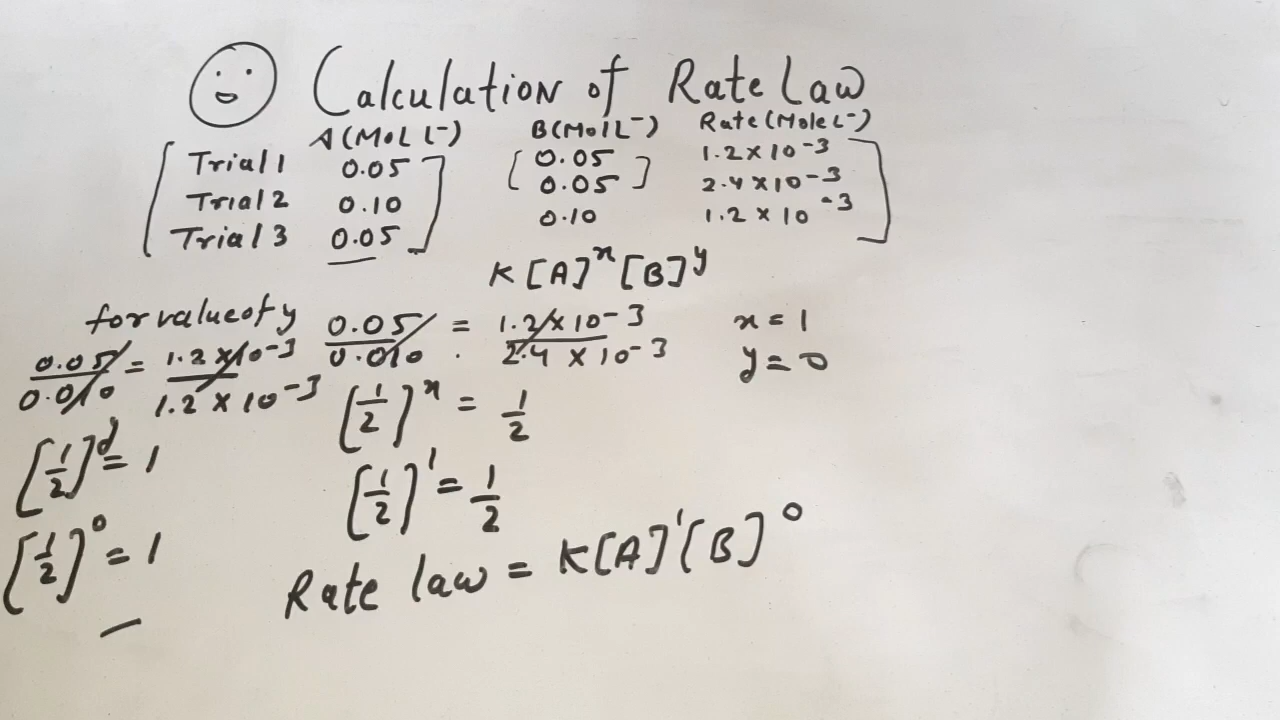 Calculation of Rate Law
A(MOL L-) B(MolL-) Rate(MoleL-)
Trial 1 0.05 0.05 1.2×10-3
Trial 2 0.10 0.05 2.4×10-3
Trial 3 0.05 0.10 1.2×10-3
K[A]^x[B]^y
for value of y
0.05/0.010 = 1.2×10-3/1.2×10-3
[1/2]^y = 1
[1/2]^0 = 1
0.05/0.010 = 1.2×10-3/2.4×10-3
[1/2]^x = 1/2
[1/2]^1 = 1/2
x = 1
y = 0
Rate law = K[A]^1[B]^0